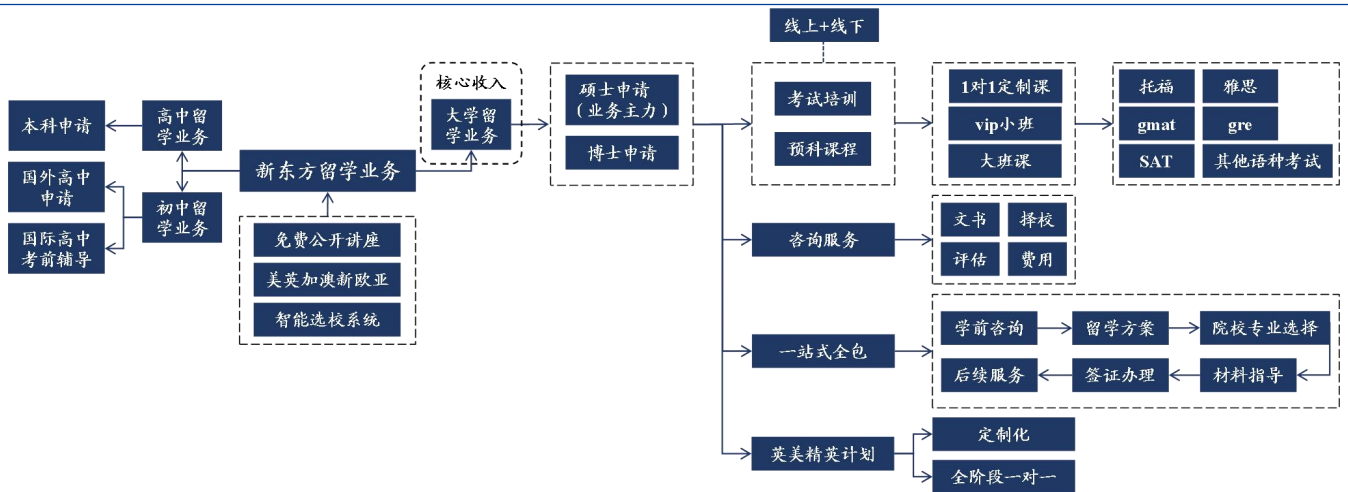 线上+线下
核心收入
本科申请
高中留
学业务
大学留
学业务
硕士申请
（业务主力）
博士申请
考试培训
预科课程
1对1定制课
vip小班
大班课
托福
雅思
gmat
gre
SAT
其他语种考试
新东方留学业务
国外高中
申请
初中留
学业务
国际高中
考前辅导
免费公开讲座
美英加澳新欧亚
智能选校系统
咨询服务
文书
择校
评估
费用
一站式全包
学前咨询
留学方案
院校专业选择
后续服务
签证办理
材料指导
英美精英计划
定制化
全阶段一对一